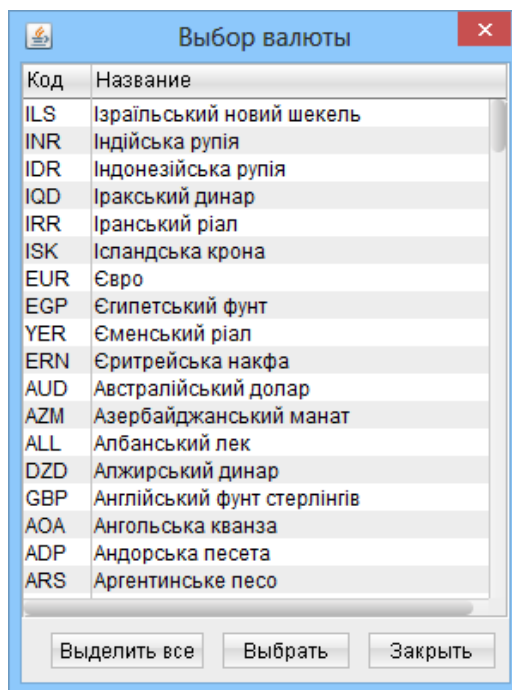 Выбор валюты
Код Название
ILS Ізраїльський новий шекель
INR Індійська рупія
IDR Індонезійська рупія
IQD Іракський динар
IRR Іранський ріал
ISK Ісландська крона
EUR Євро
EGP Єгипетський фунт
YER Єменський ріал
ERN Єритрейська накфа
AUD Австралійський долар
AZM Азербайджанський манат
ALL Албанський лек
DZD Алжирський динар
GBP Англійський фунт стерлінгів
AOA Ангольська кванза
ADP Андорська песета
ARS Аргентинське песо
Выделить все Выбрать Закрыть